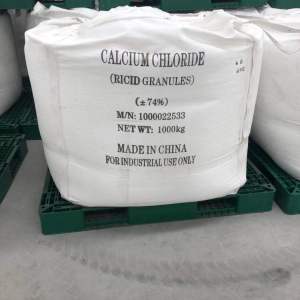 CALCIUM CHLORIDE
(RICID GRANULES)
(±74%)
M/N: 1000022533
NET WT: 1000kg
MADE IN CHINA
FOR INDUSTRIAL USE ONLY